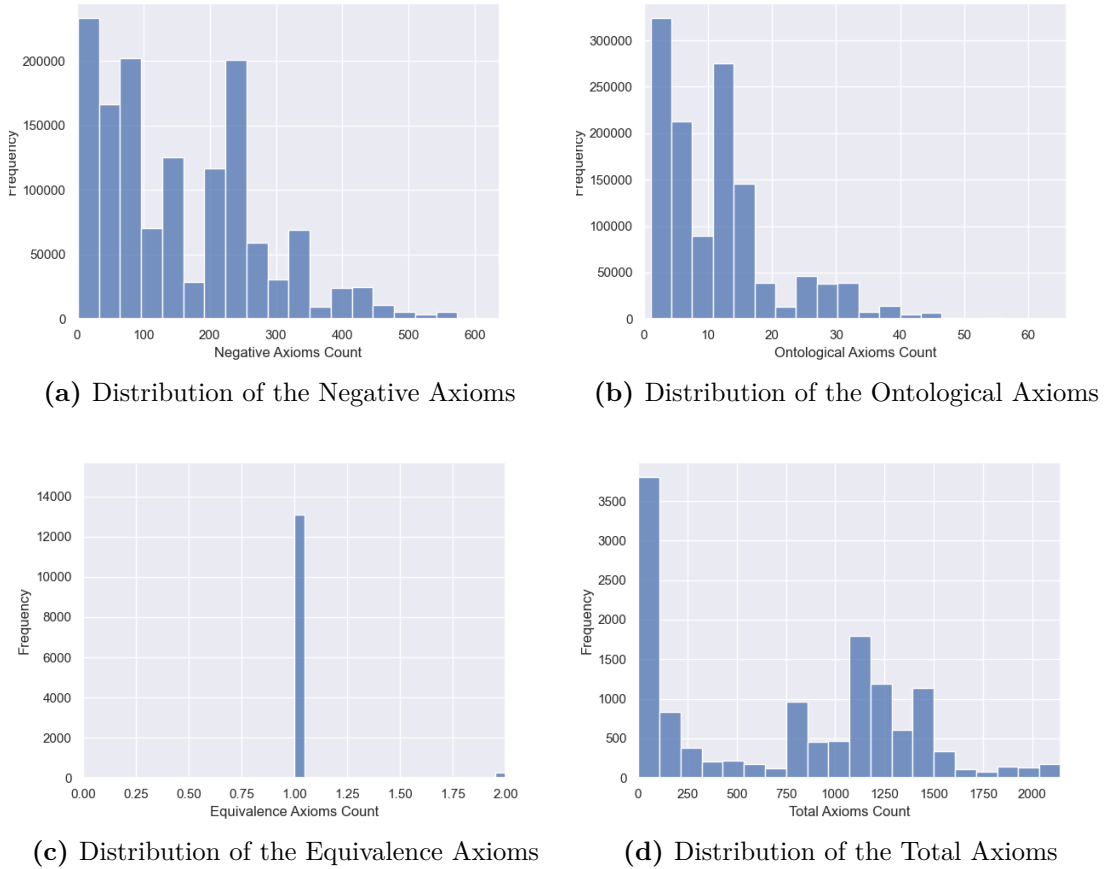 200000
150000
100000
50000
0
Frequency
0 100 200 300 400 500 600
Negative Axioms Count
(a) Distribution of the Negative Axioms
300000
250000
200000
150000
100000
50000
0
Frequency
0 10 20 30 40 50 60
Ontological Axioms Count
(b) Distribution of the Ontological Axioms
14000
12000
10000
8000
6000
4000
2000
0
Frequency
0.00 0.25 0.50 0.75 1.00 1.25 1.50 1.75 2.00
Equivalence Axioms Count
(c) Distribution of the Equivalence Axioms
3500
3000
2500
2000
1500
1000
500
0
Frequency
0 250 500 750 1000 1250 1500 1750 2000
Total Axioms Count
(d) Distribution of the Total Axioms